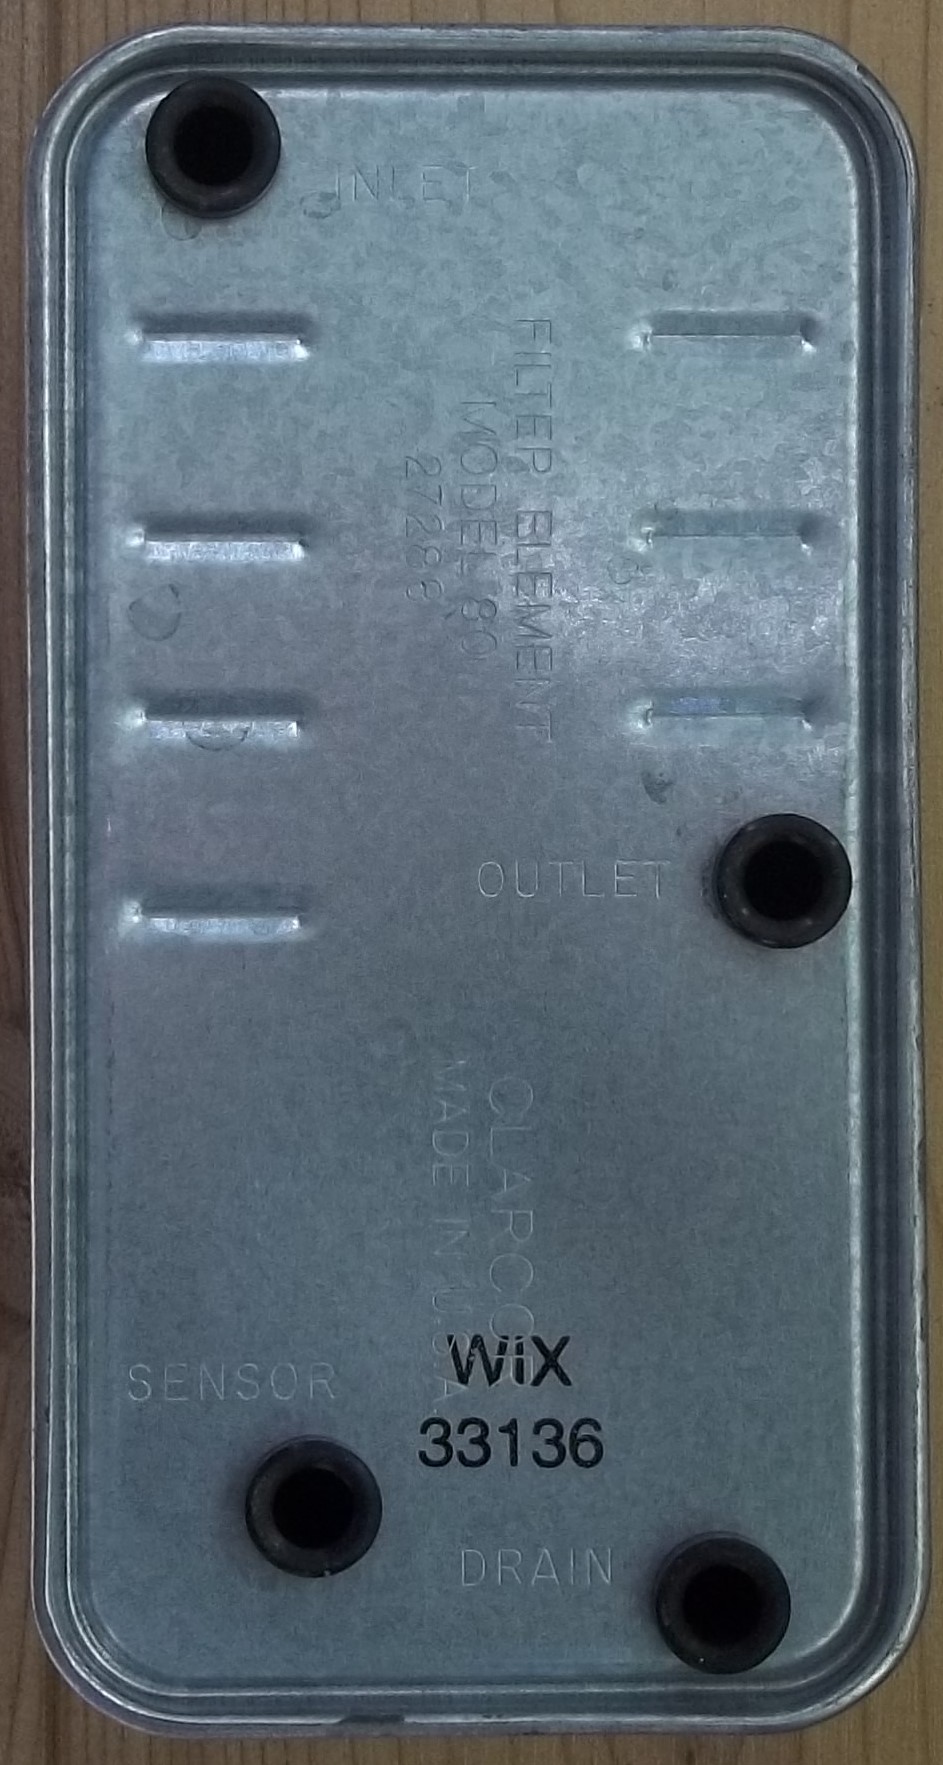 INLET
FILTER ELEMENT
MODEL 80
27288
OUTLET
CLARCOR
MADE IN U.S.A.
SENSOR
WIX
33136
DRAIN